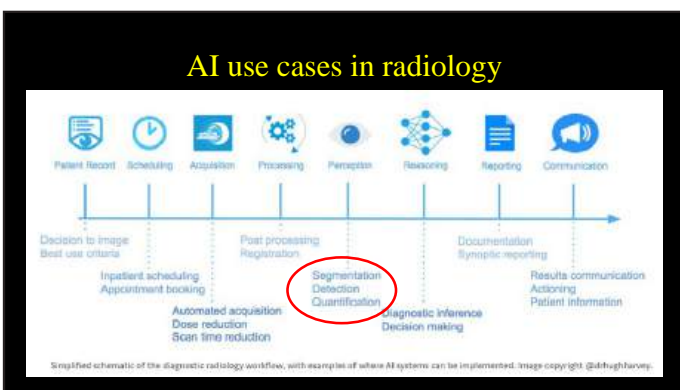 AI use cases in radiology
Patient Record Scheduling Acquisition Processing Perception Reasoning Reporting Communication
Decision to image
Best use criteria
Inpatient scheduling
Appointment booking
Automated acquisition
Dose reduction
Scan time reduction
Post processing
Registration
Segmentation
Detection
Quantification
Diagnostic inference
Decision making
Documentation
Synoptic reporting
Results communication
Actioning
Patient information
Simplified schematic of the diagnostic radiology workflow, with examples of where AI systems can be implemented. Image copyright @drhughharvey.